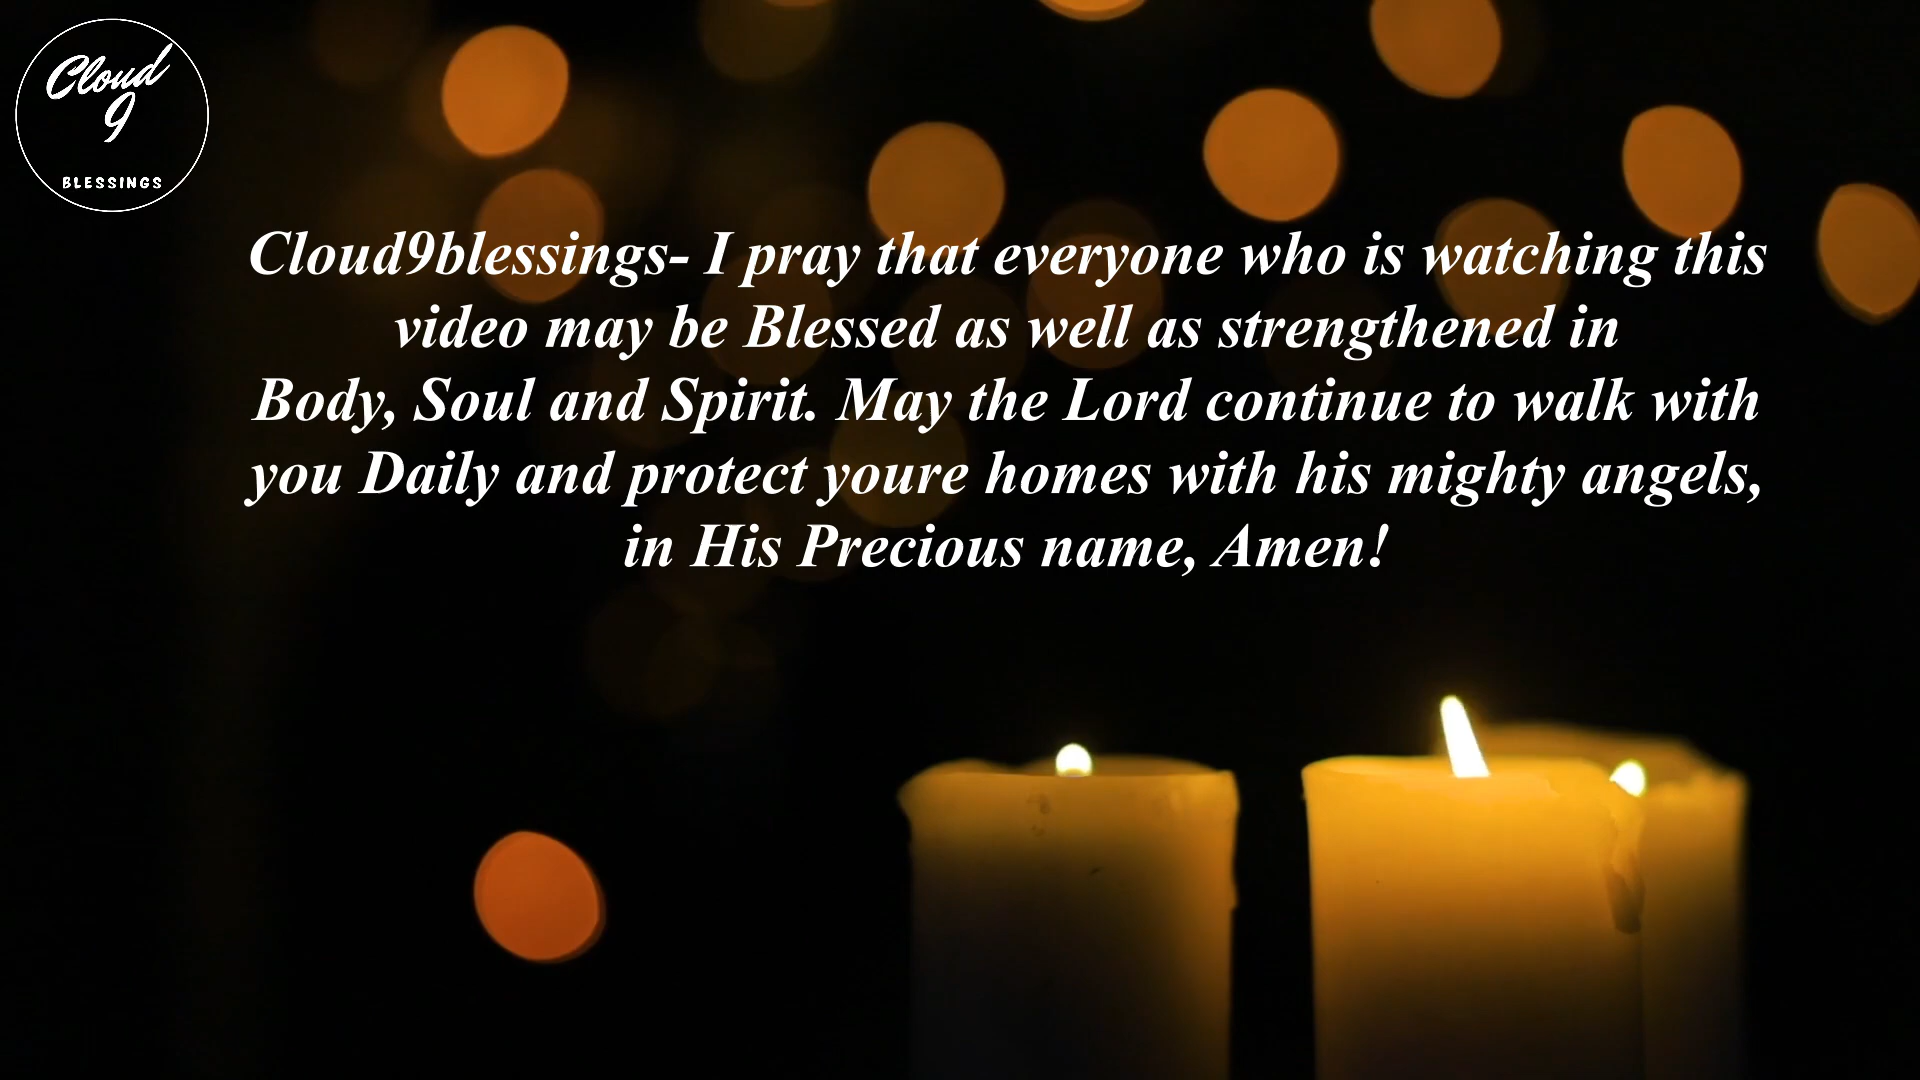 Cloud
9
BLESSINGS
Cloud9blessings- I pray that everyone who is watching this
video may be Blessed as well as strengthened in
Body, Soul and Spirit. May the Lord continue to walk with
you Daily and protect youre homes with his mighty angels,
in His Precious name, Amen!